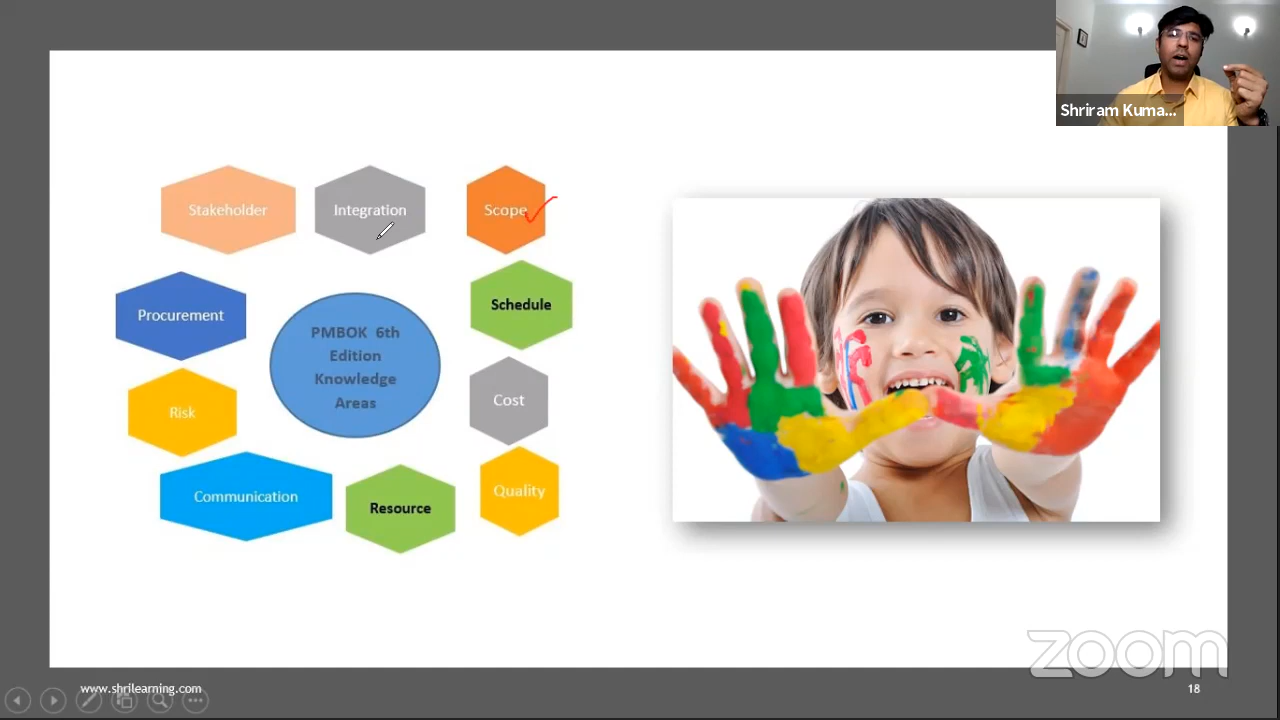 Shriram Kuma...
Stakeholder
Integration
Scope
Procurement
Schedule
PMBOK 6th
Edition
Knowledge
Areas
Risk
Cost
Communication
Resource
Quality
zoom
www.shrilearning.com
18